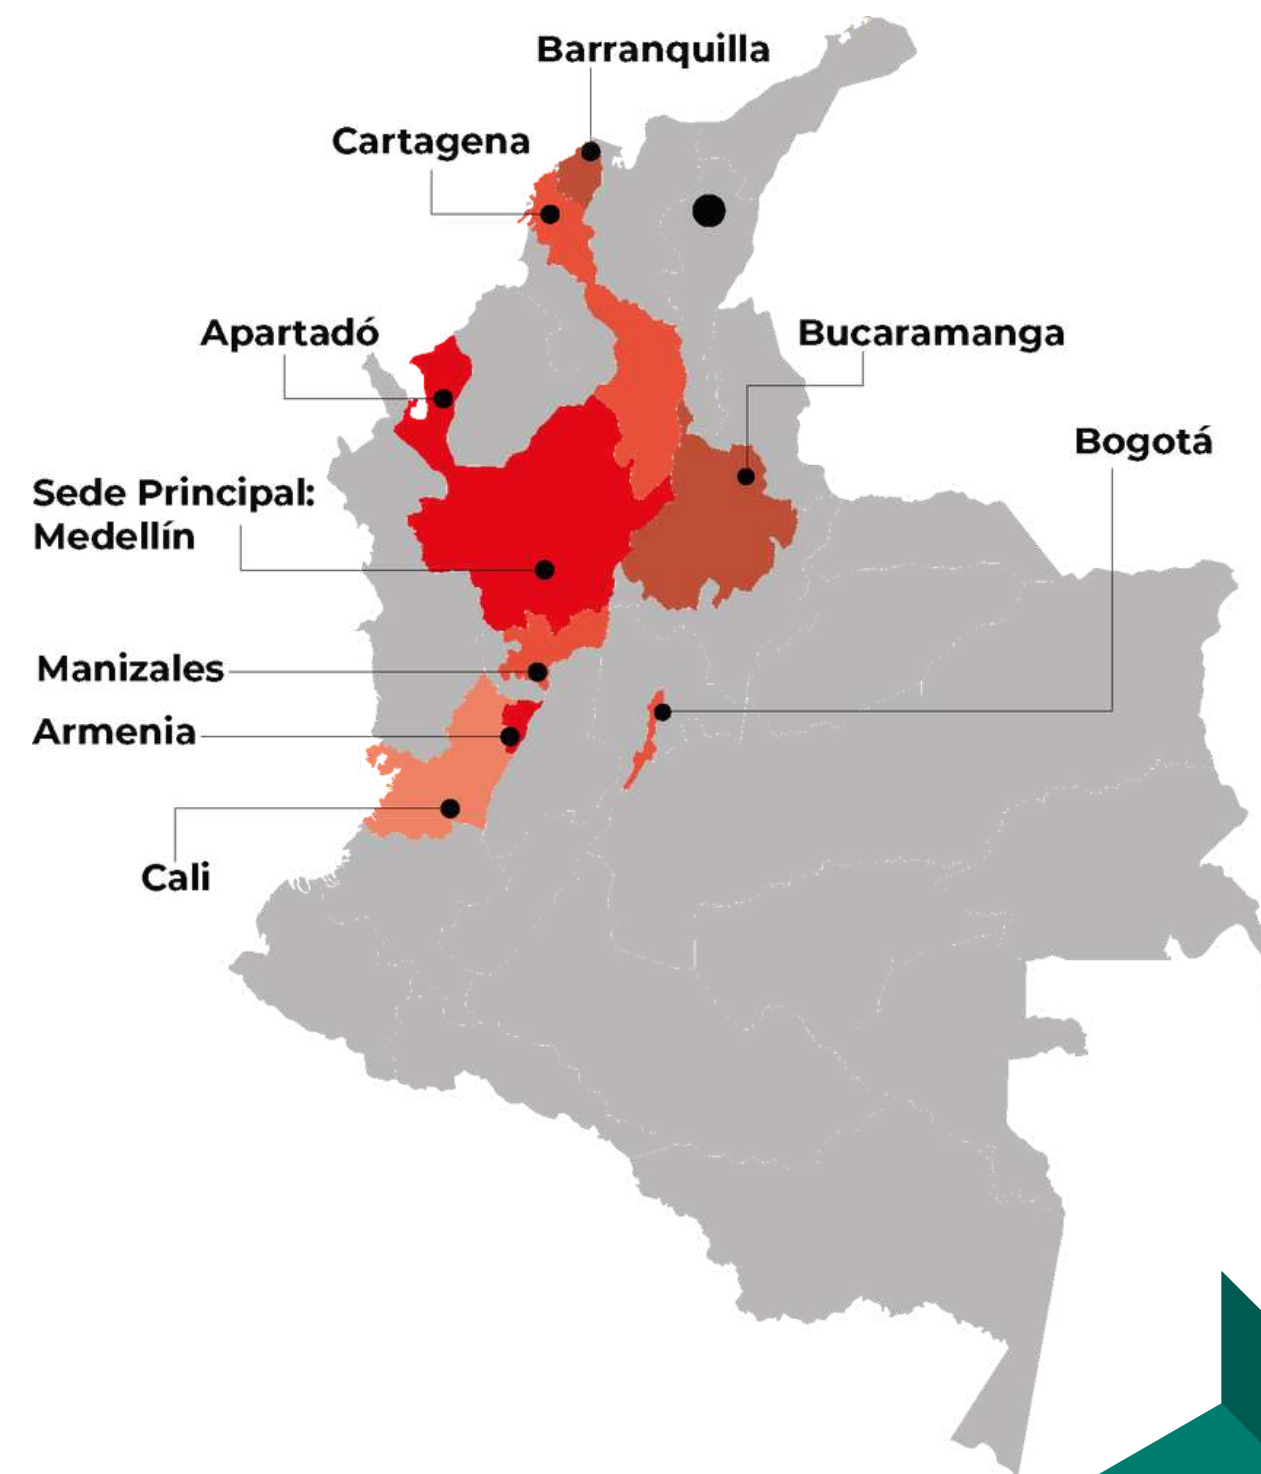 Barranquilla
Cartagena
Apartadó
Bucaramanga
Bogotá
Sede Principal:
Medellín
Manizales
Armenia
Cali